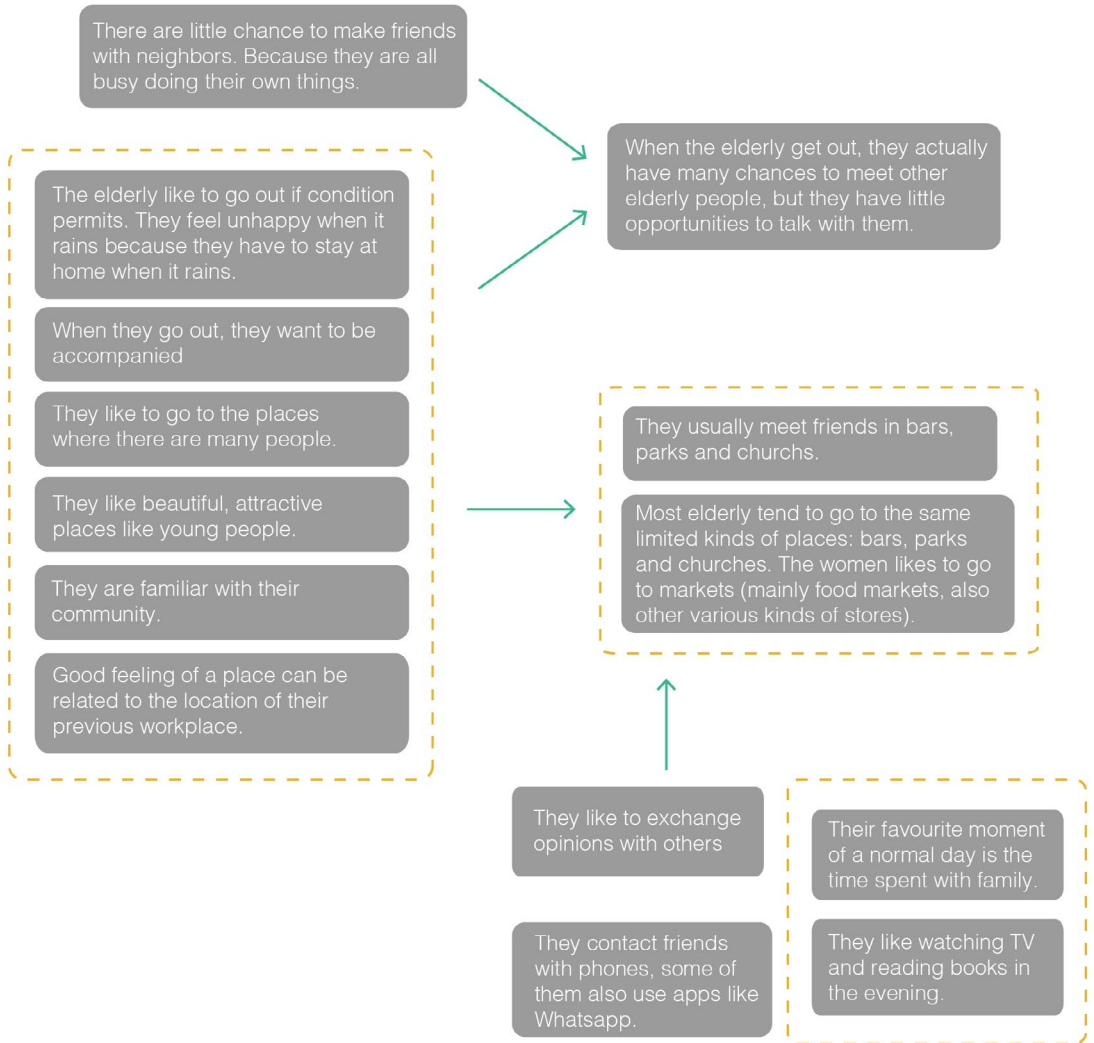 There are little chance to make friends
with neighbors. Because they are all
busy doing their own things.
When the elderly get out, they actually
have many chances to meet other
elderly people, but they have little
opportunities to talk with them.
The elderly like to go out if condition
permits. They feel unhappy when it
rains because they have to stay at
home when it rains.
When they go out, they want to be
accompanied
They like to go to the places
where there are many people.
They like beautiful, attractive
places like young people.
They are familiar with their
community.
Good feeling of a place can be
related to the location of their
previous workplace.
They usually meet friends in bars,
parks and churchs.
Most elderly tend to go to the same
limited kinds of places: bars, parks
and churches. The women likes to go
to markets (mainly food markets, also
other various kinds of stores).
They like to exchange
opinions with others
Their favourite moment
of a normal day is the
time spent with family.
They contact friends
with phones, some of
them also use apps like
Whatsapp.
They like watching TV
and reading books in
the evening.